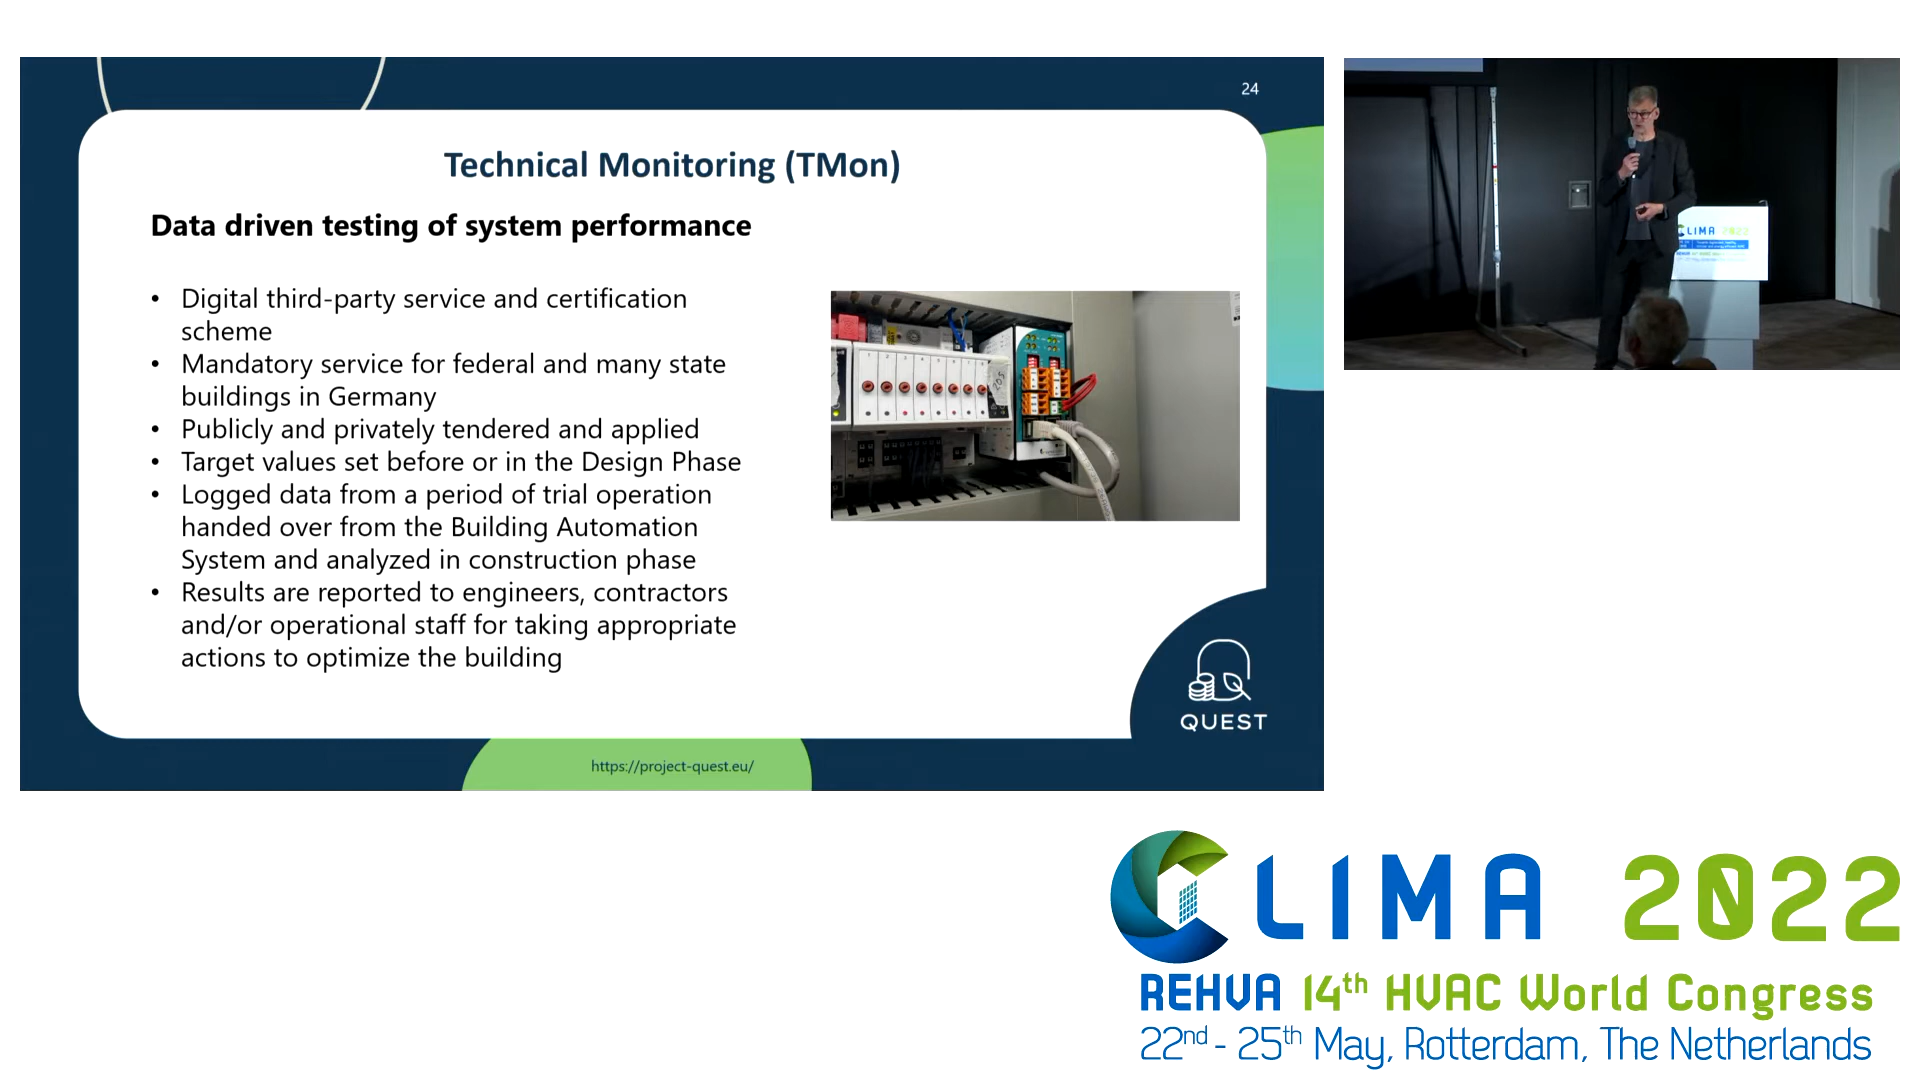 24
Technical Monitoring (TMon)
Data driven testing of system performance
• Digital third-party service and certification
scheme
• Mandatory service for federal and many state
buildings in Germany
• Publicly and privately tendered and applied
• Target values set before or in the Design Phase
• Logged data from a period of trial operation
handed over from the Building Automation
System and analyzed in construction phase
• Results are reported to engineers, contractors
and/or operational staff for taking appropriate
actions to optimize the building
QUEST
https://project-quest.eu/
CLIMA 2022
CLIMA 2022
REHVA 14th HVAC World Congress
22nd - 25th May, Rotterdam, The Netherlands